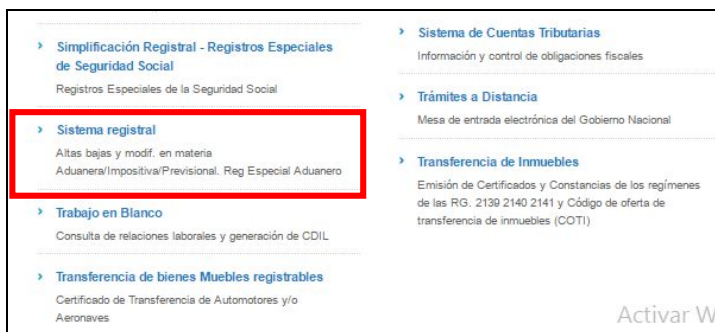 Simplificación Registral - Registros Especiales
de Seguridad Social
Registros Especiales de la Seguridad Social
Sistema registral
Altas bajas y modif. en materia
Aduanera/Impositiva/Previsional. Reg Especial Aduanero
Trabajo en Blanco
Consulta de relaciones laborales y generación de CDIL
Transferencia de bienes Muebles registrables
Certificado de Transferencia de Automotores y/o
Aeronaves
Sistema de Cuentas Tributarias
Información y control de obligaciones fiscales
Trámites a Distancia
Mesa de entrada electrónica del Gobierno Nacional
Transferencia de Inmuebles
Emisión de Certificados y Constancias de los regímenes
de las RG. 2139 2140 2141 y Código de oferta de
transferencia de inmuebles (COTI)
Activar W